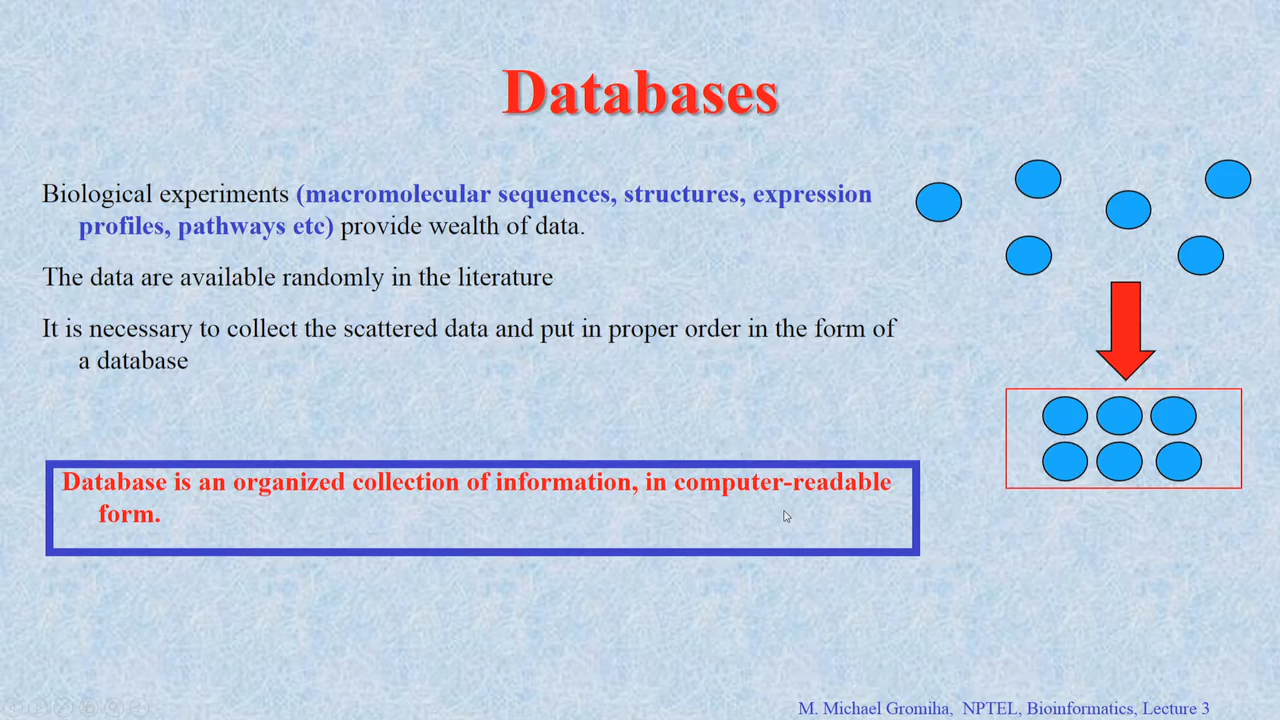 Databases
Biological experiments (macromolecular sequences, structures, expression
profiles, pathways etc) provide wealth of data.
The data are available randomly in the literature
It is necessary to collect the scattered data and put in proper order in the form of
a database
Database is an organized collection of information, in computer-readable
form.
M. Michael Gromiha, NPTEL, Bioinformatics, Lecture 3